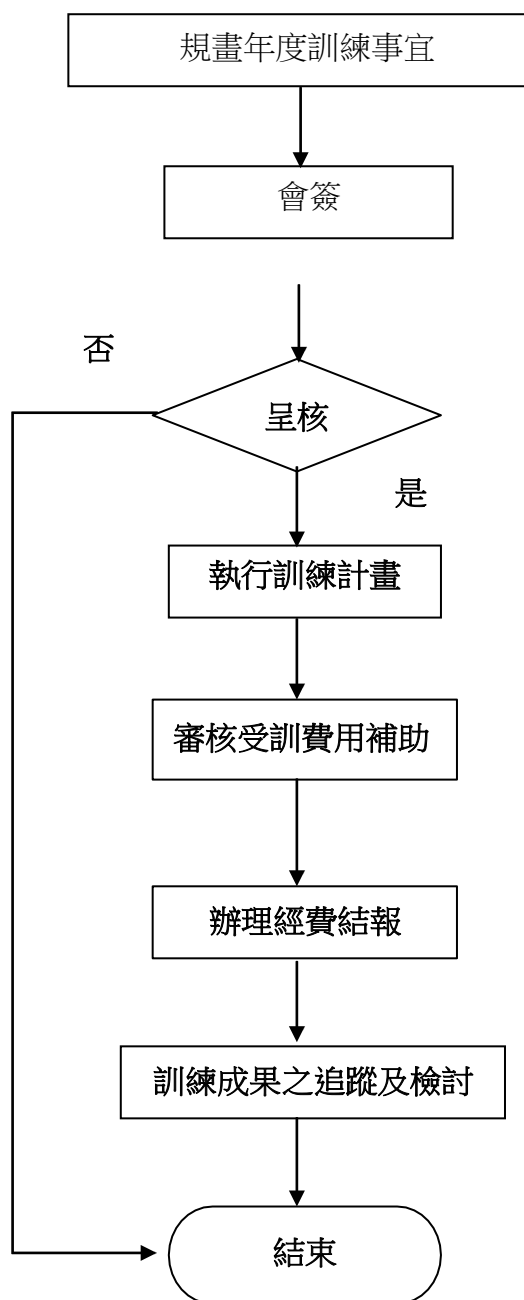 規畫年度訓練事宜
會簽
否
呈核
是
執行訓練計畫
審核受訓費用補助
辦理經費結報
訓練成果之追蹤及檢討
結束